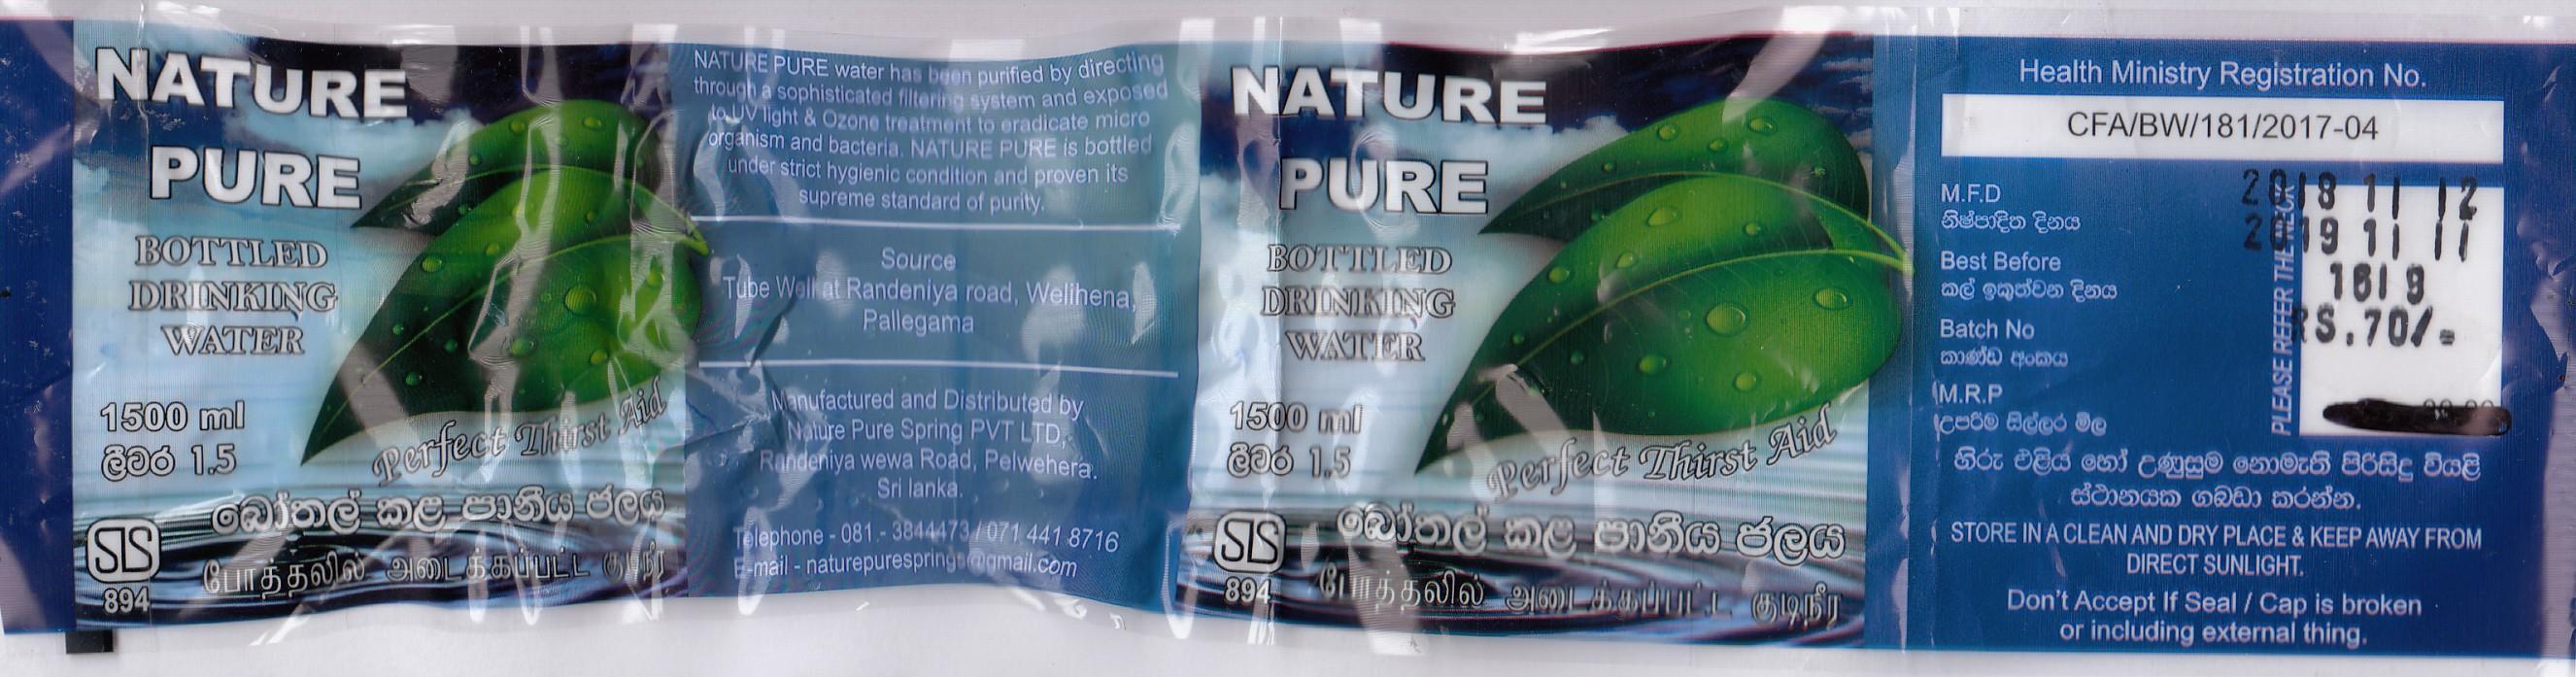 NATURE
PURE
BOTTLED
DRINKING
WATER
1500 ml
ලීටර 1.5
Perfect Thirst Aid
SLS
894
බෝතල් කළ පානීය ජලය
போத்தலில் அடைக்கப்பட்ட குடிநீர்
NATURE PURE water has been purified by directing
through a sophisticated filtering system and exposed
to UV light & Ozone treatment to eradicate micro
organism and bacteria. NATURE PURE is bottled
under strict hygienic condition and proven its
supreme standard of purity.
Source
Tube Well at Randeniya road, Welihena,
Pallegama
Manufactured and Distributed by
Nature Pure Spring PVT LTD,
Randeniya wewa Road, Pelwehera.
Sri lanka.
Telephone - 081 - 3844473 / 071 441 8716
E-mail - naturepuresprings@gmail.com
NATURE
PURE
BOTTLED
DRINKING
WATER
1500 ml
ලීටර 1.5
Perfect Thirst Aid
SLS
894
බෝතල් කළ පානීය ජලය
போத்தலில் அடைக்கப்பட்ட குடிநீர்
Health Ministry Registration No.
CFA/BW/181/2017-04
M.F.D
නිෂ්පාදිත දිනය
Best Before
කල් ඉකුත්වන දිනය
Batch No
කාණ්ඩ අංකය
M.R.P
උපරිම සිල්ලර මිල
PLEASE REFER THE NECK
2018 11 12
2019 11 11
1619
RS.70/=
හිරු එළිය හෝ උණුසුම නොමැති පිරිසිදු වියළි
ස්ථානයක ගබඩා කරන්න.
STORE IN A CLEAN AND DRY PLACE & KEEP AWAY FROM
DIRECT SUNLIGHT.
Don't Accept If Seal / Cap is broken
or including external thing.